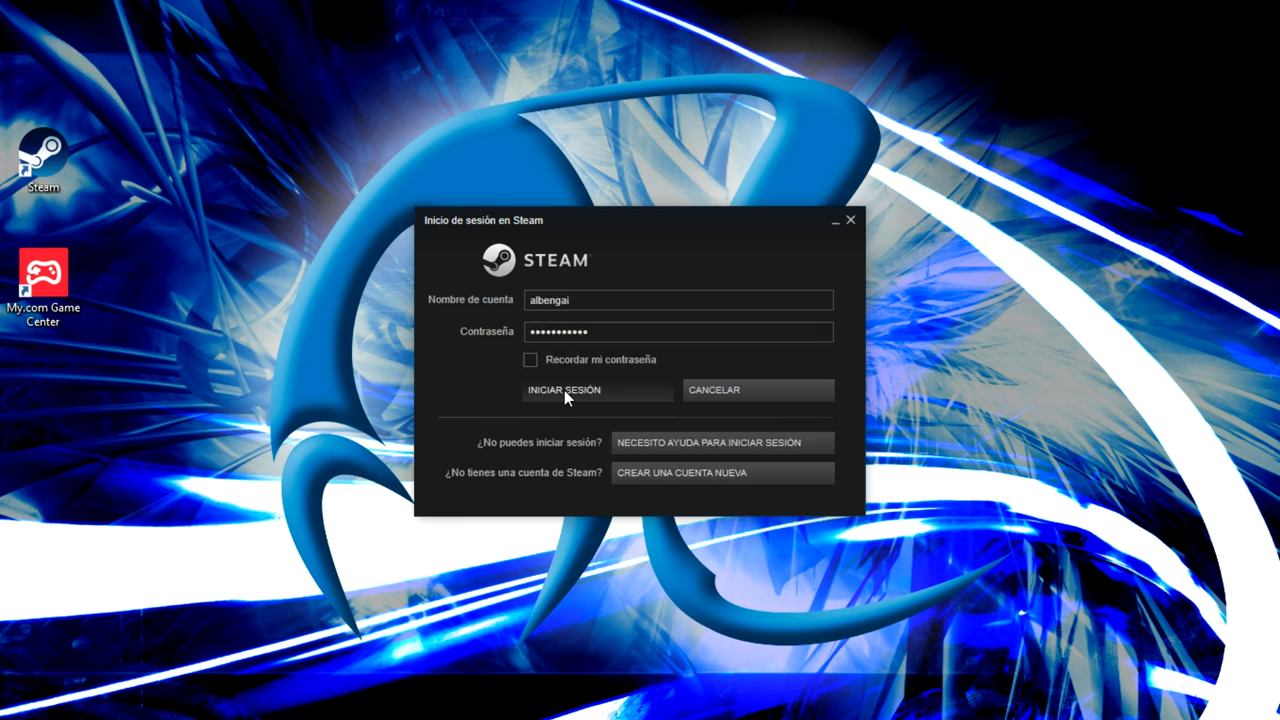 Steam
My.com Game
Center
Inicio de sesión en Steam
STEAM
Nombre de cuenta albengai
Contraseña •••••••••••
Recordar mi contraseña
INICIAR SESIÓN CANCELAR
¿No puedes iniciar sesión? NECESITO AYUDA PARA INICIAR SESIÓN
¿No tienes una cuenta de Steam? CREAR UNA CUENTA NUEVA